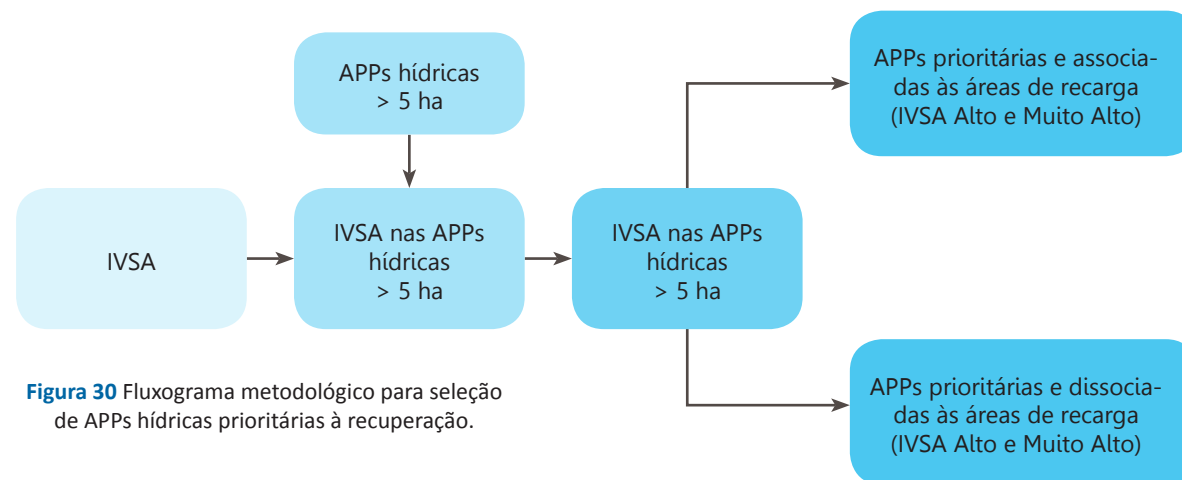 APPs hídricas
> 5 ha
APPs prioritárias e associa-
das às áreas de recarga
(IVSA Alto e Muito Alto)
IVSA
IVSA nas APPs
hídricas
> 5 ha
IVSA nas APPs
hídricas
> 5 ha
Figura 30 Fluxograma metodológico para seleção
de APPs hídricas prioritárias à recuperação.
APPs prioritárias e dissocia-
das às áreas de recarga
(IVSA Alto e Muito Alto)